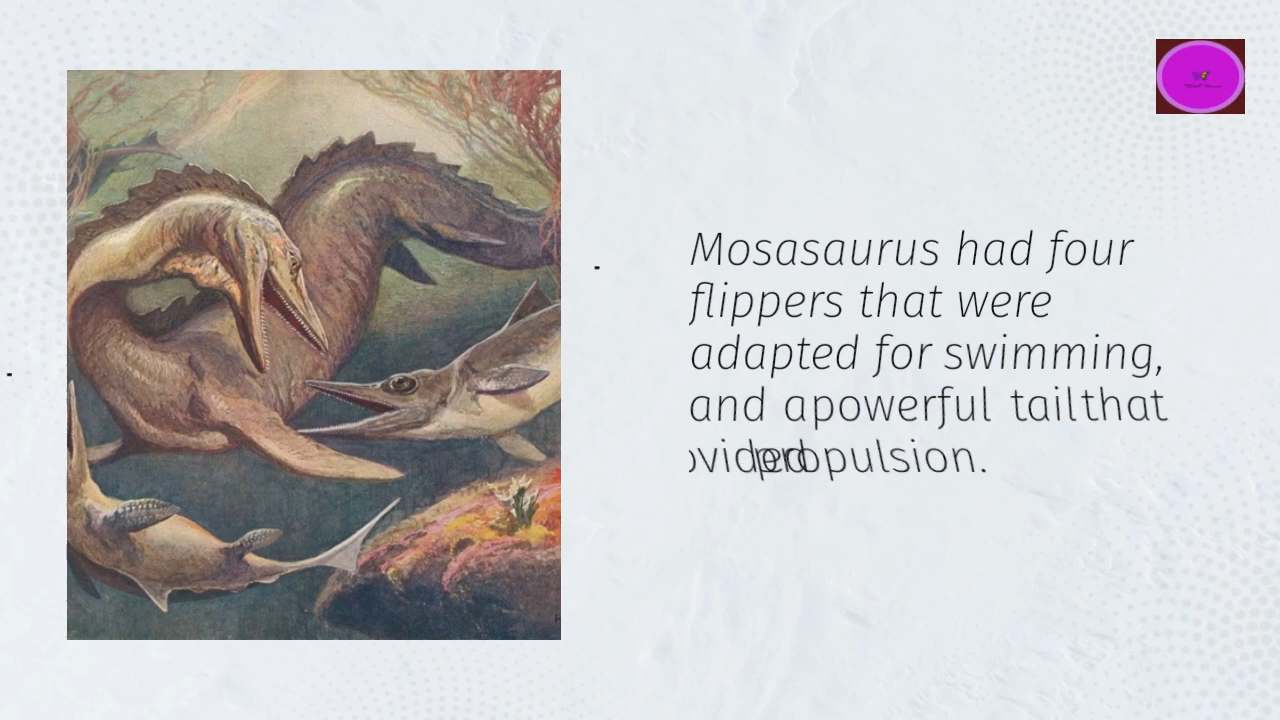 Mosasaurus had four
flippers that were
adapted for swimming,
and apowerful tailthat
propulsion.